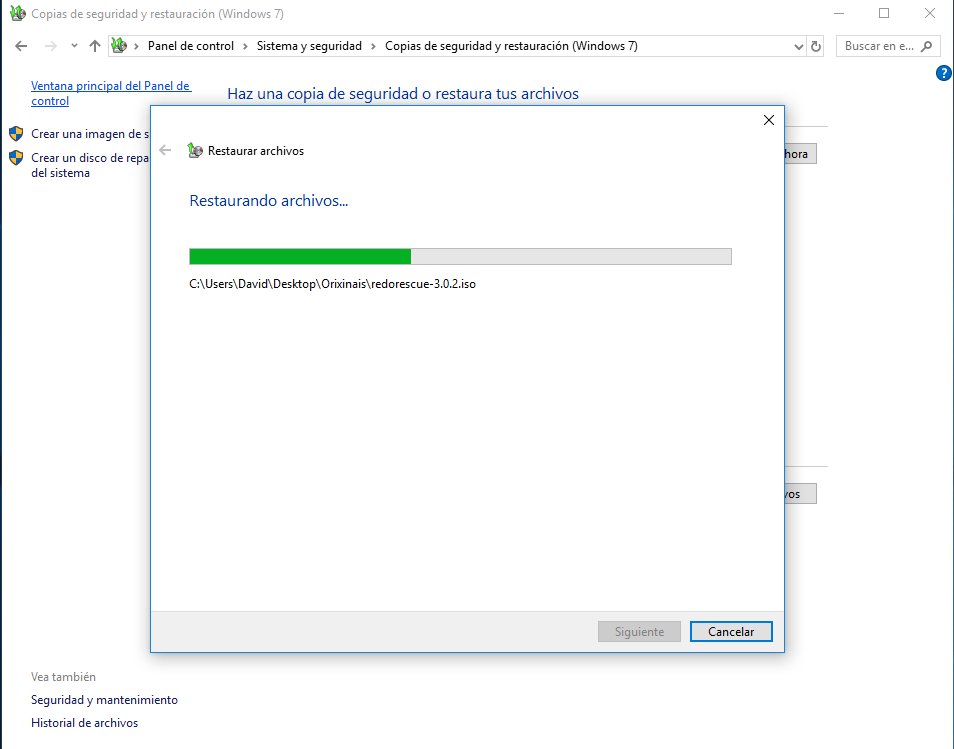 Copias de seguridad y restauración (Windows 7)
Panel de control > Sistema y seguridad > Copias de seguridad y restauración (Windows 7)
Buscar en e...
Ventana principal del Panel de
control
Haz una copia de seguridad o restaura tus archivos
?
Crear una imagen de s
Crear un disco de repa
del sistema
hora
Restaurar archivos
Restaurando archivos...
C:\Users\David\Desktop\Orixinais\redorescue-3.0.2.iso
vos
Siguiente
Cancelar
Vea también
Seguridad y mantenimiento
Historial de archivos